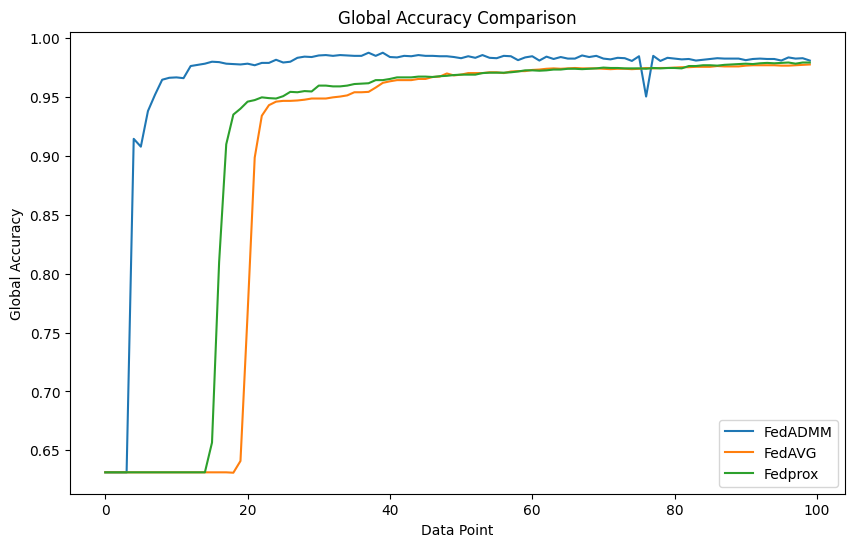 Global Accuracy Comparison
1.00
0.95
0.90
0.85
0.80
0.75
0.70
0.65
Global Accuracy
0 20 40 60 80 100
Data Point
FedADMM
FedAVG
Fedprox